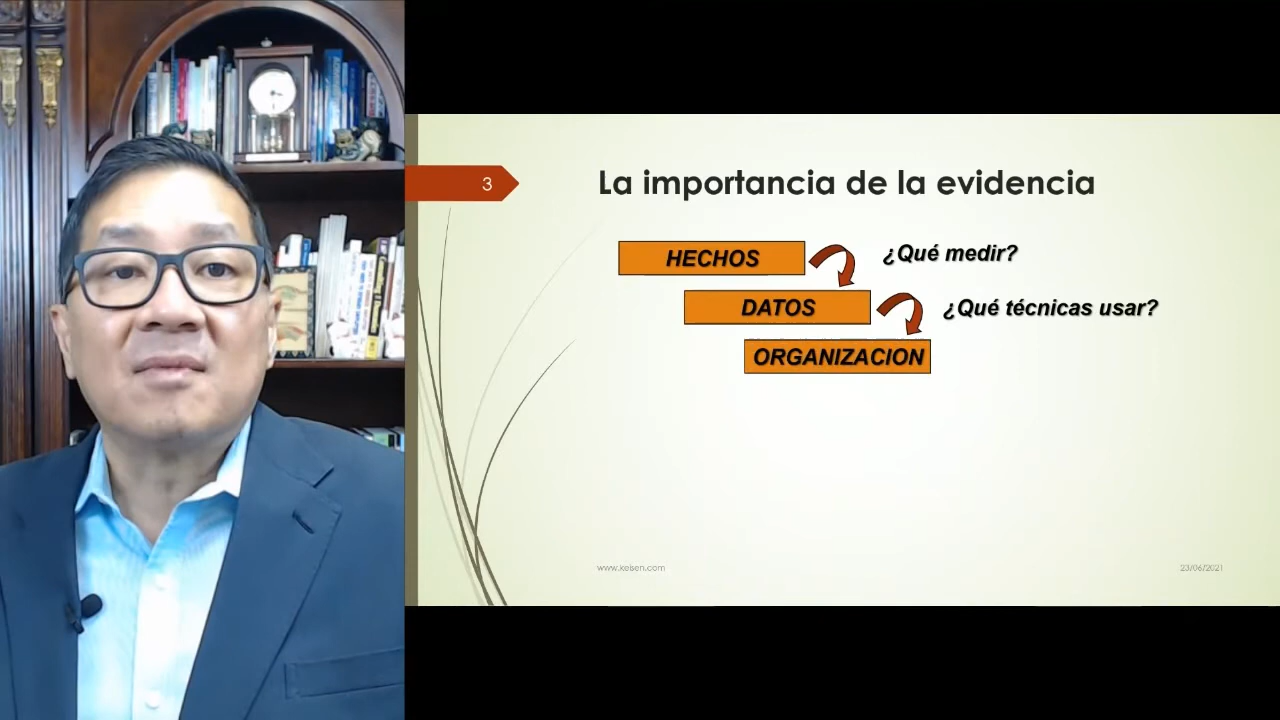 3
La importancia de la evidencia
HECHOS
¿Qué medir?
DATOS
¿Qué técnicas usar?
ORGANIZACION
www.kelsen.com
23/06/2021